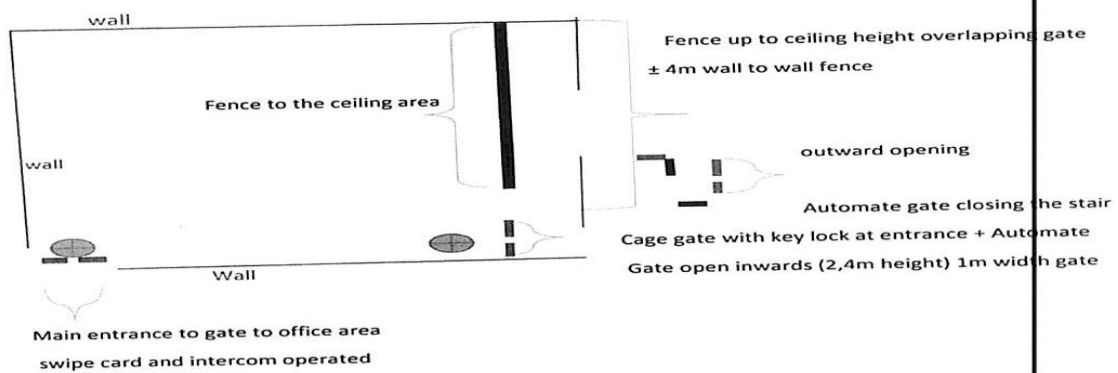 wall
Fence up to ceiling height overlapping gate
± 4m wall to wall fence
Fence to the ceiling area
wall
outward opening
Automate gate closing the stair
Cage gate with key lock at entrance + Automate
Gate open inwards (2,4m height) 1m width gate
Wall
Main entrance to gate to office area
swipe card and intercom operated